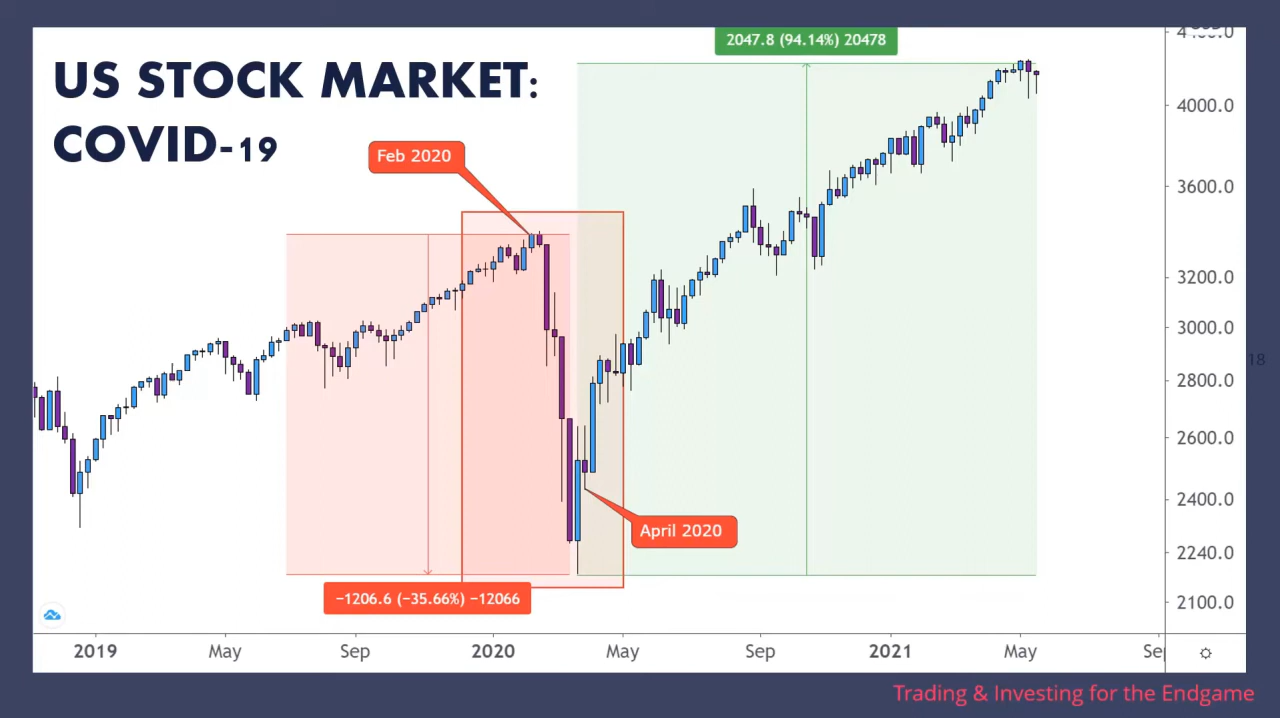 2047.8 (94.14%) 20478
US STOCK MARKET:
COVID-19
Feb 2020
4000.0
3600.0
3200.0
3000.0
18
2800.0
2600.0
2400.0
April 2020
2240.0
−1206.6 (−35.66%) −12066
2100.0
2019 May Sep 2020 May Sep 2021 May
Trading & Investing for the Endgame